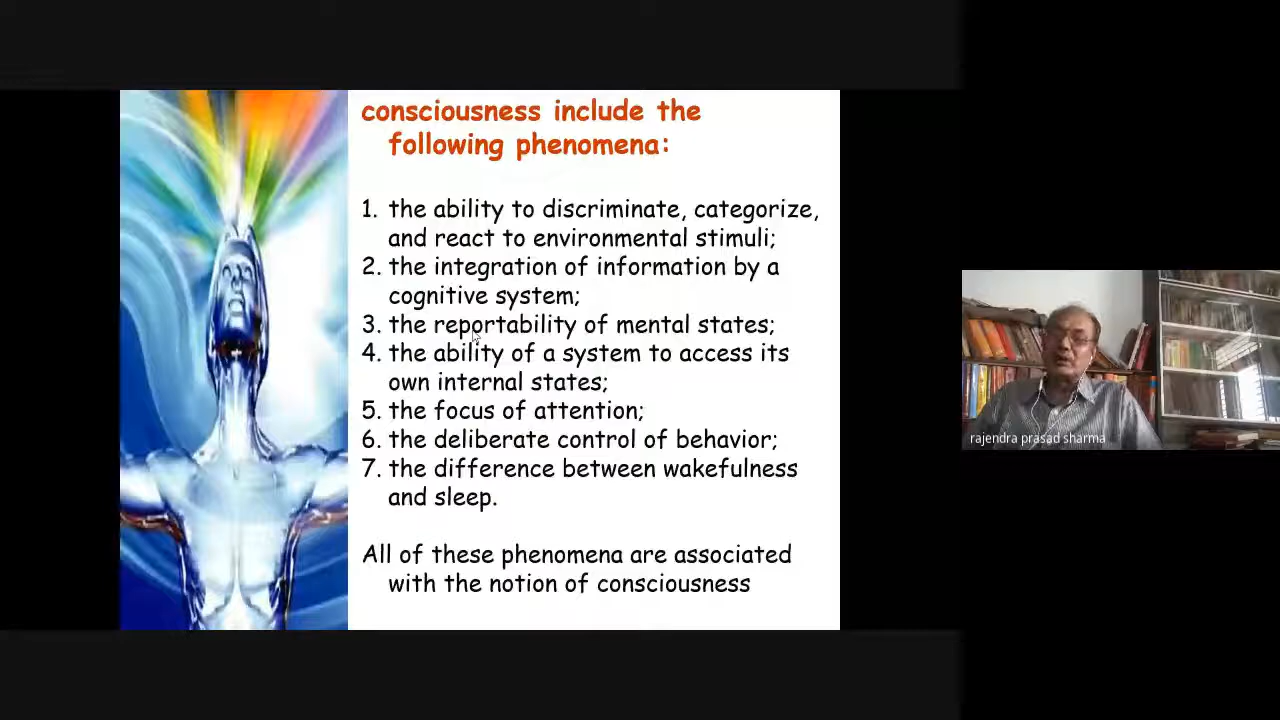 consciousness include the
following phenomena:
1. the ability to discriminate, categorize,
and react to environmental stimuli;
2. the integration of information by a
cognitive system;
3. the reportability of mental states;
4. the ability of a system to access its
own internal states;
5. the focus of attention;
6. the deliberate control of behavior;
7. the difference between wakefulness
and sleep.
All of these phenomena are associated
with the notion of consciousness
rajendra prasad sharma